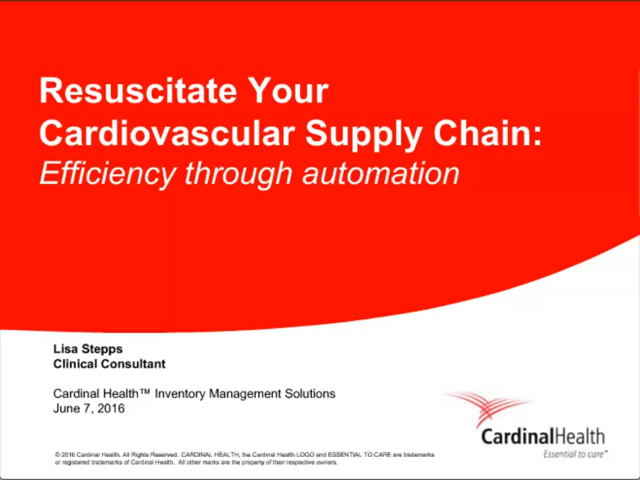 Resuscitate Your
Cardiovascular Supply Chain:
Efficiency through automation
Lisa Stepps
Clinical Consultant
Cardinal Health™ Inventory Management Solutions
June 7, 2016
CardinalHealth
Essential to care™
© 2016 Cardinal Health. All Rights Reserved. CARDINAL HEALTH, the Cardinal Health LOGO and ESSENTIAL TO CARE are trademarks
or registered trademarks of Cardinal Health. All other marks are the property of their respective owners.